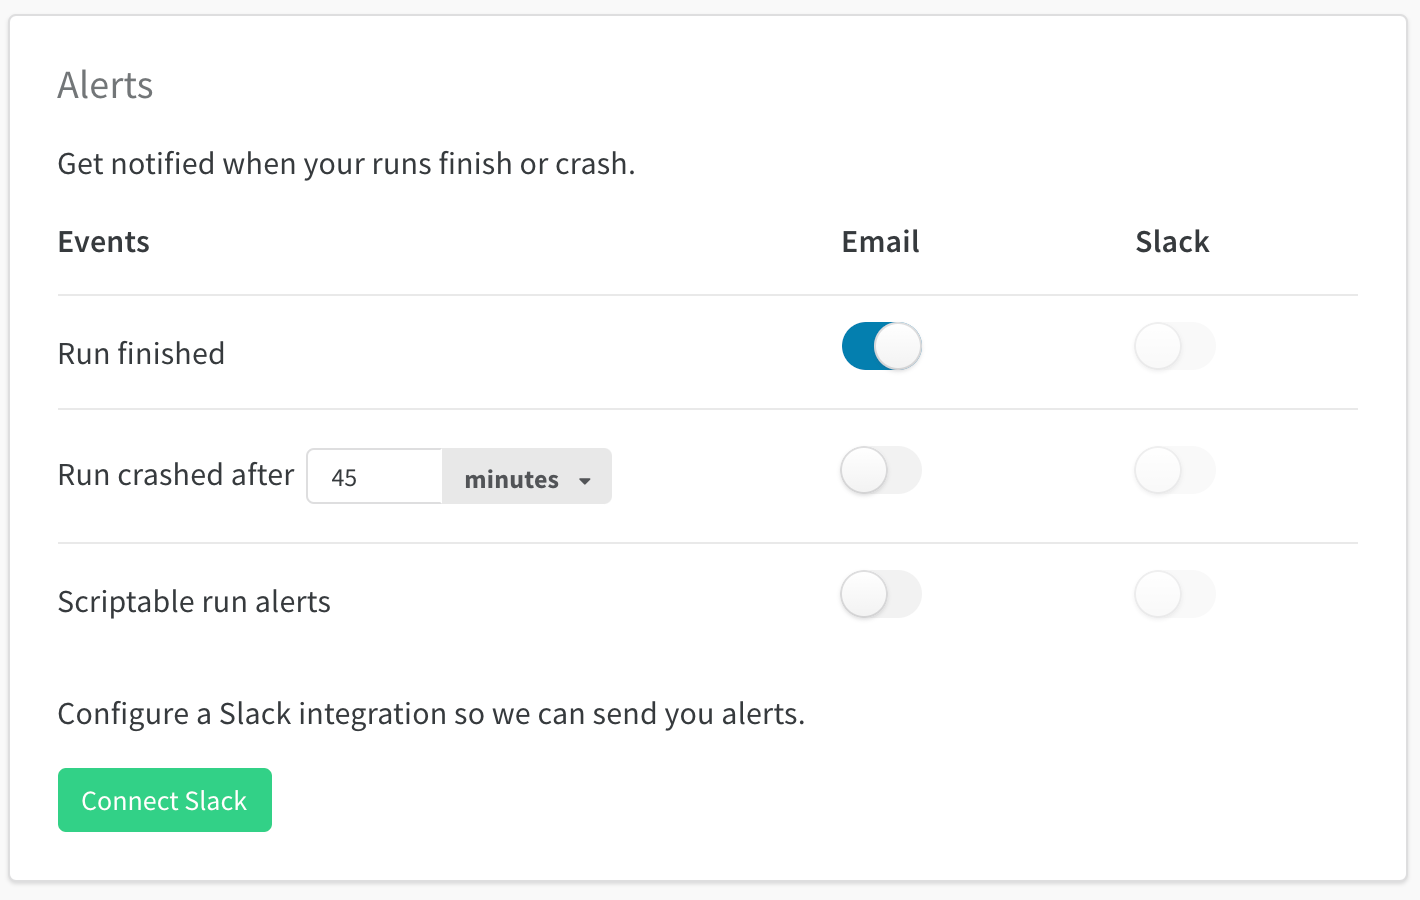 Alerts
Get notified when your runs finish or crash.
Events Email Slack
Run finished
Run crashed after 45 minutes
Scriptable run alerts
Configure a Slack integration so we can send you alerts.
Connect Slack